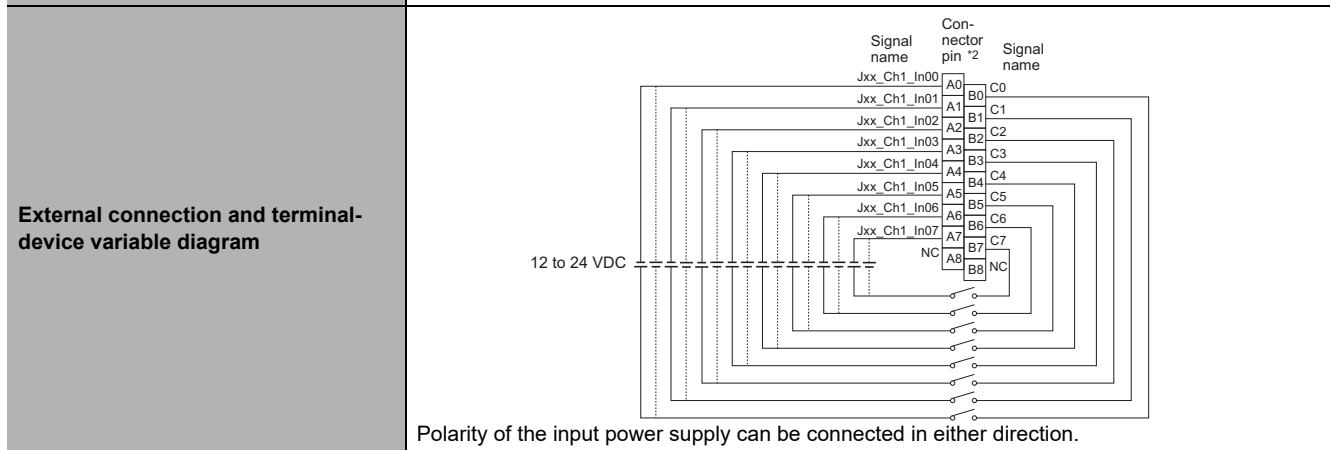 External connection and terminal-
device variable diagram
Signal
name
Con-
nector
pin *2
Signal
name
Jxx_Ch1_In00 A0 B0 C0
Jxx_Ch1_In01 A1 B1 C1
Jxx_Ch1_In02 A2 B2 C2
Jxx_Ch1_In03 A3 B3 C3
Jxx_Ch1_In04 A4 B4 C4
Jxx_Ch1_In05 A5 B5 C5
Jxx_Ch1_In06 A6 B6 C6
Jxx_Ch1_In07 A7 B7 C7
NC A8 B8 NC
12 to 24 VDC
Polarity of the input power supply can be connected in either direction.